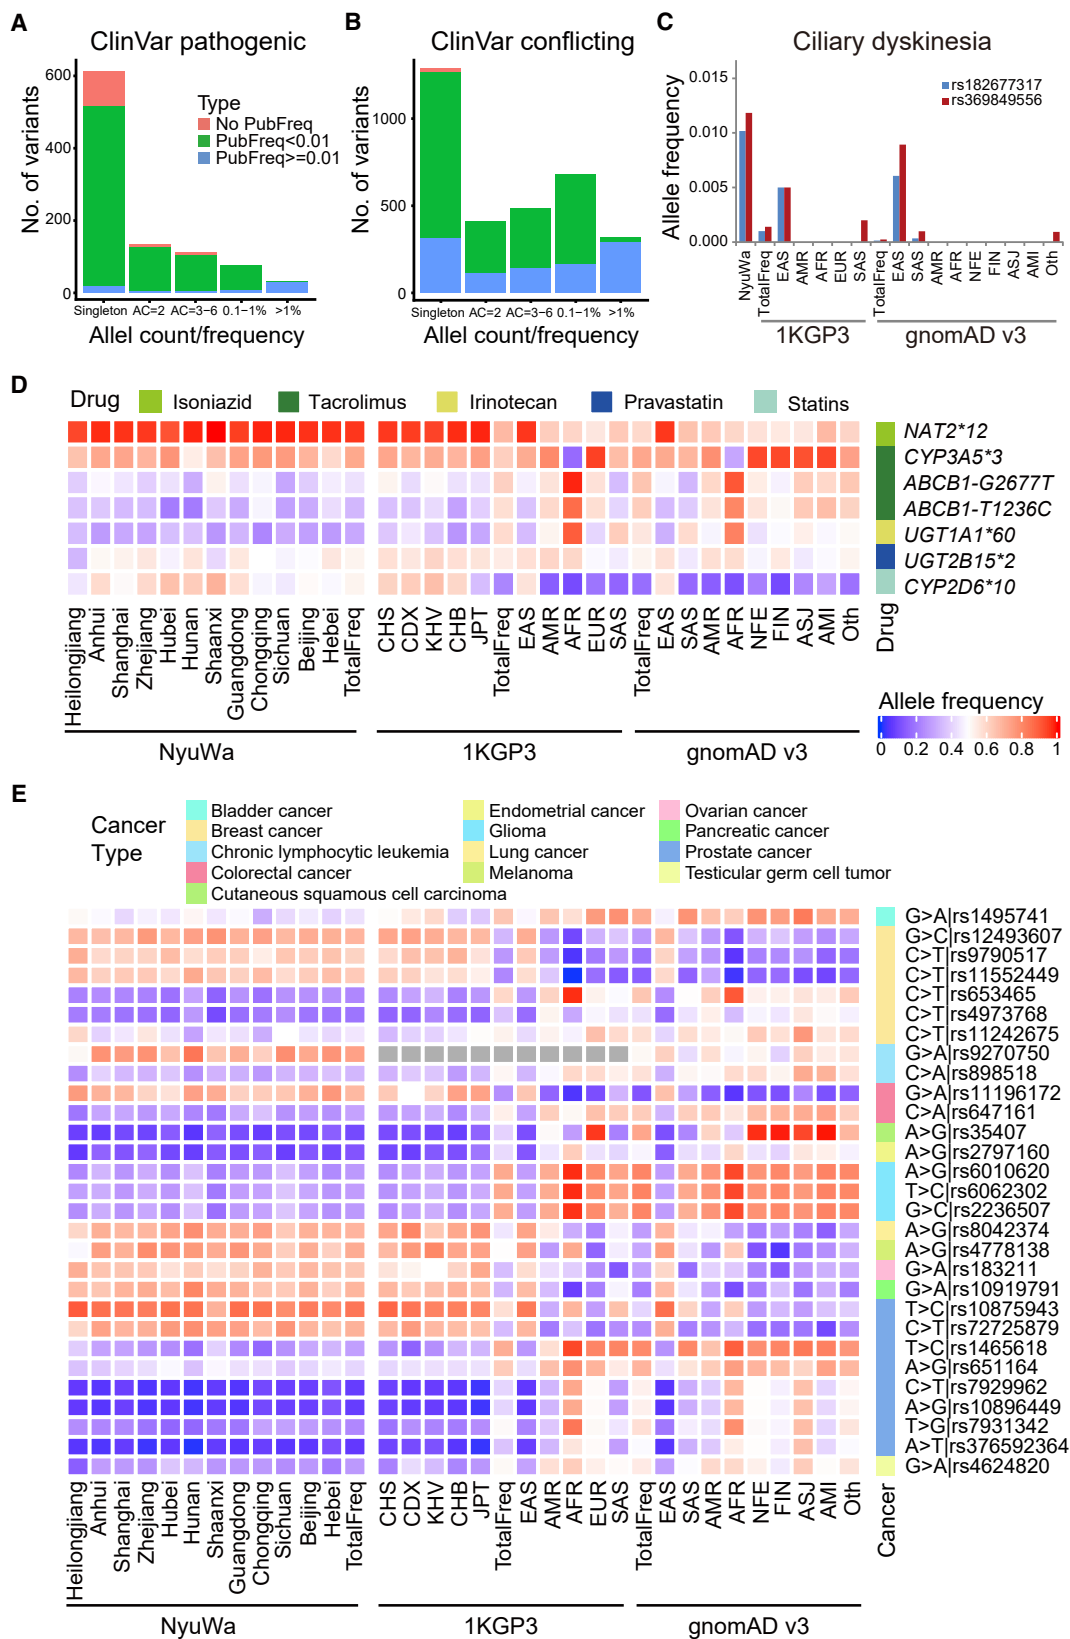 A
ClinVar pathogenic
No. of variants
600
400
200
0
Type
No PubFreq
PubFreq<0.01
PubFreq>=0.01
Singleton AC=2 AC=3−6 0.1−1% >1%
Allel count/frequency
B
ClinVar conflicting
No. of variants
1000
500
0
Singleton AC=2 AC=3−6 0.1−1% >1%
Allel count/frequency
C
Ciliary dyskinesia
Allele frequency
0.015
0.010
0.005
0.000
rs182677317
rs369849556
NyuWa TotalFreq EAS AMR AFR EUR SAS TotalFreq EAS SAS AMR AFR NFE FIN ASJ AMI Oth
1KGP3 gnomAD v3
D
Drug Isoniazid Tacrolimus Irinotecan Pravastatin Statins
NAT2*12
CYP3A5*3
ABCB1-G2677T
ABCB1-T1236C
UGT1A1*60
UGT2B15*2
CYP2D6*10
Heilongjiang Anhui Shanghai Zhejiang Hubei Hunan Shaanxi Guangdong Chongqing Sichuan Beijing Hebei TotalFreq CHS CDX KHV CHB JPT TotalFreq EAS AMR AFR EUR SAS TotalFreq EAS SAS AMR AFR NFE FIN ASJ AMI Oth Drug
NyuWa 1KGP3 gnomAD v3
Allele frequency
0 0.2 0.4 0.6 0.8 1
E
Cancer Type
Bladder cancer
Breast cancer
Chronic lymphocytic leukemia
Colorectal cancer
Cutaneous squamous cell carcinoma
Endometrial cancer
Glioma
Lung cancer
Melanoma
Ovarian cancer
Pancreatic cancer
Prostate cancer
Testicular germ cell tumor
G>A|rs1495741
G>C|rs12493607
C>T|rs9790517
C>T|rs11552449
C>T|rs653465
C>T|rs4973768
C>T|rs11242675
G>A|rs9270750
C>A|rs898518
G>A|rs11196172
C>A|rs647161
A>G|rs35407
A>G|rs2797160
A>G|rs6010620
T>C|rs6062302
G>C|rs2236507
A>G|rs8042374
A>G|rs4778138
G>A|rs183211
G>A|rs10919791
T>C|rs10875943
C>T|rs72725879
T>C|rs1465618
A>G|rs651164
C>T|rs7929962
A>G|rs10896449
T>G|rs7931342
A>T|rs376592364
G>A|rs4624820
Heilongjiang Anhui Shanghai Zhejiang Hubei Hunan Shaanxi Guangdong Chongqing Sichuan Beijing Hebei TotalFreq CHS CDX KHV CHB JPT TotalFreq EAS AMR AFR EUR SAS TotalFreq EAS SAS AMR AFR NFE FIN ASJ AMI Oth Cancer
NyuWa 1KGP3 gnomAD v3